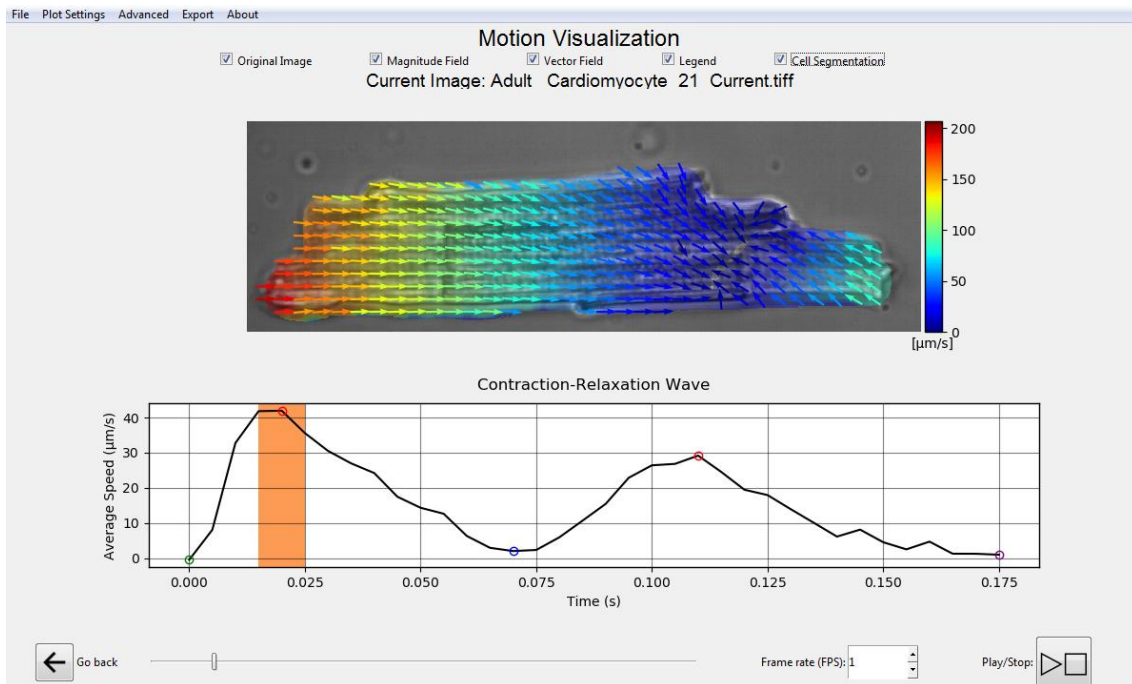 File Plot Settings Advanced Export About
Motion Visualization
Original Image Magnitude Field Vector Field Legend Cell Segmentation
Current Image: Adult Cardiomyocyte 21 Current.tiff
200
150
100
50
0
[µm/s]
Contraction-Relaxation Wave
Average Speed (µm/s)
40
30
20
10
0
0.000 0.025 0.050 0.075 0.100 0.125 0.150 0.175
Time (s)
Go back Frame rate (FPS): 1 Play/Stop: